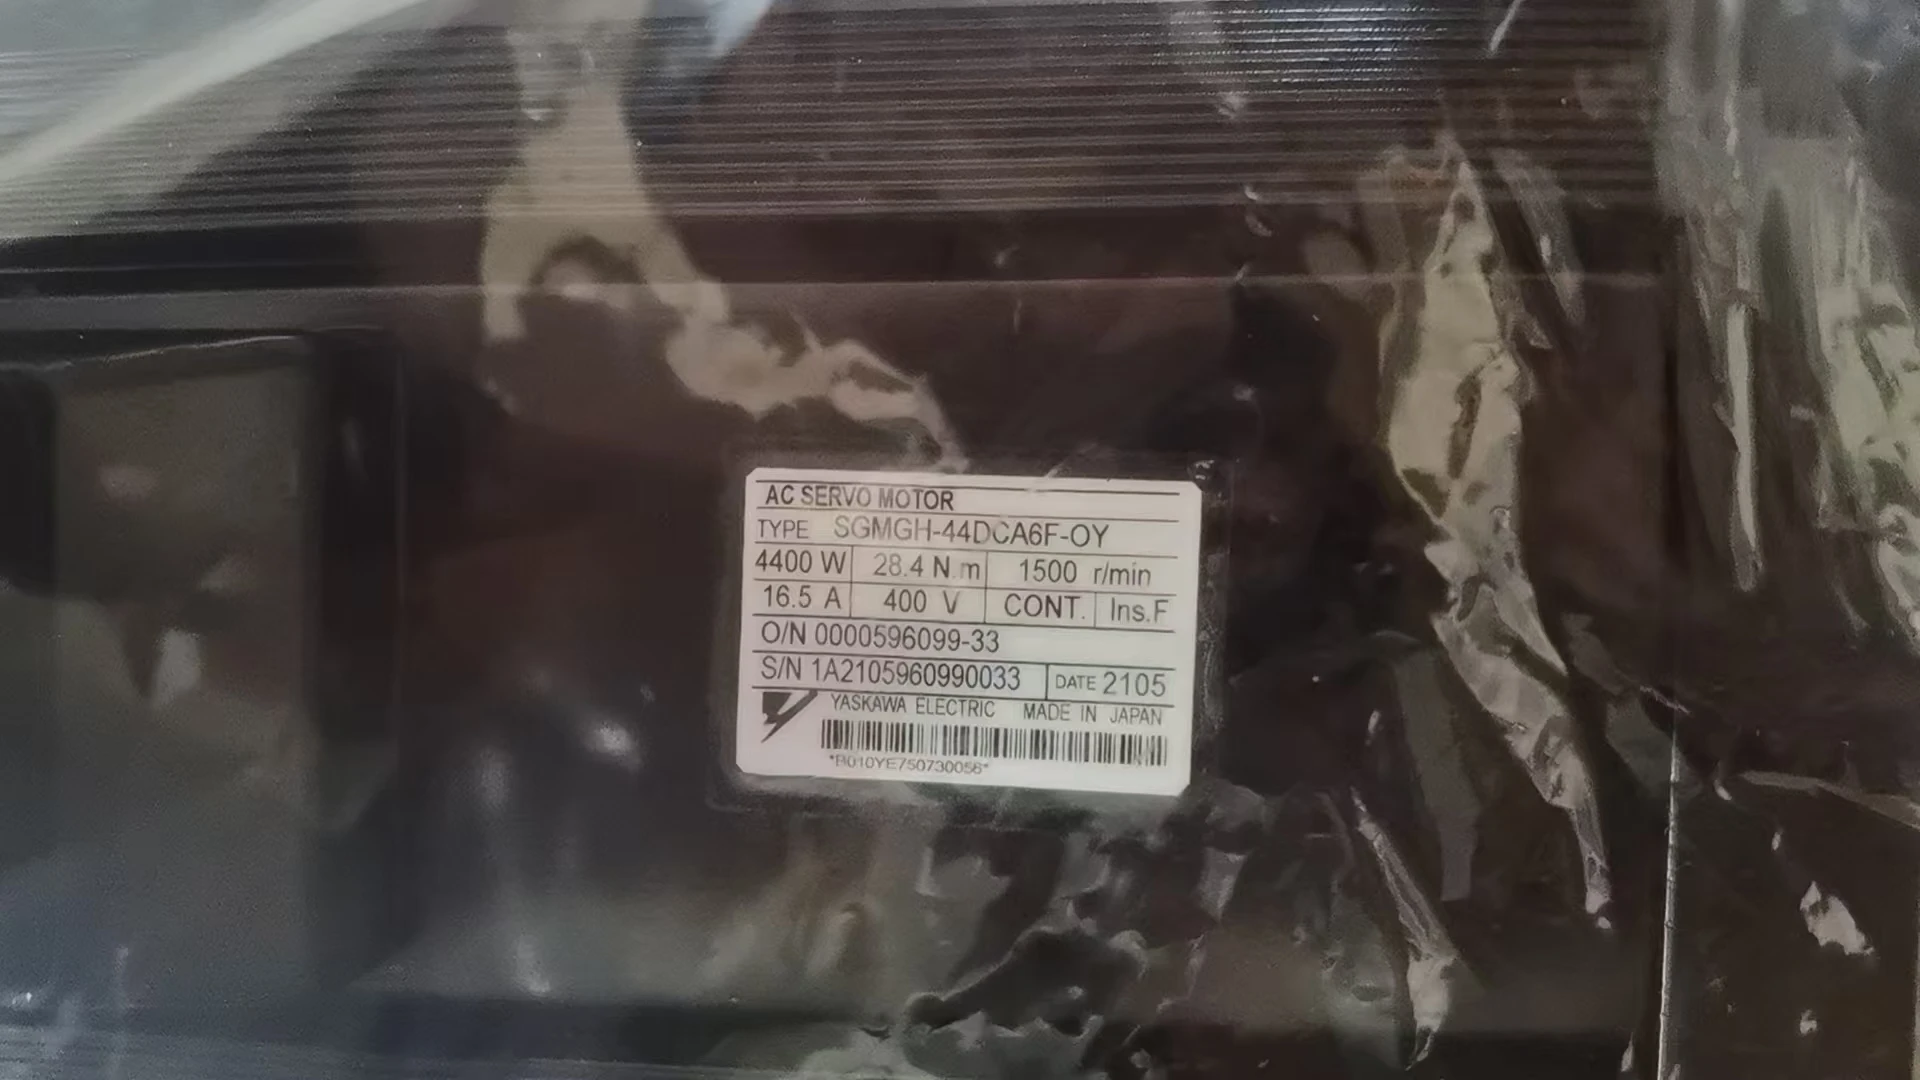 AC SERVO MOTOR
TYPE SGMGH-44DCA6F-OY
4400 W 28.4 N.m 1500 r/min
16.5 A 400 V CONT. Ins.F
O/N 0000596099-33
S/N 1A2105960990033 DATE 2105
YASKAWA ELECTRIC MADE IN JAPAN
*B010YE750730056*